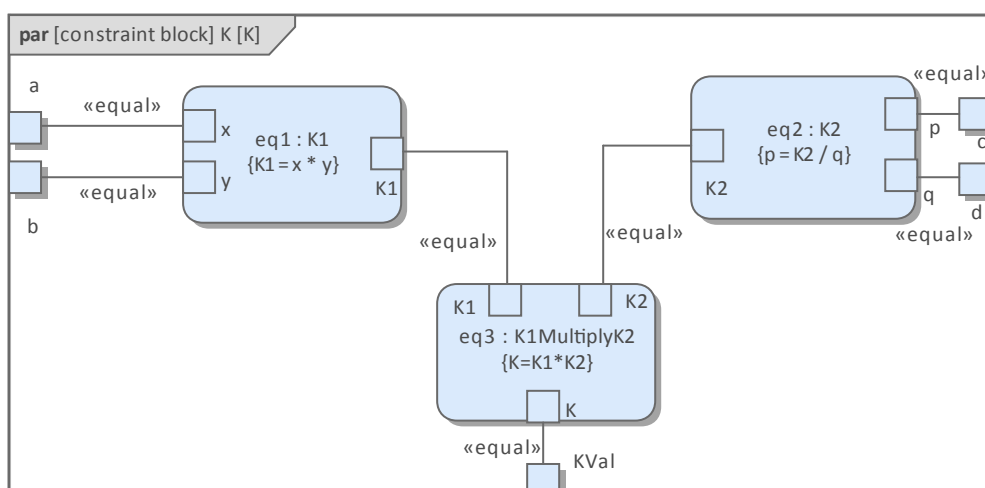 par [constraint block] K [K]
a
«equal»
x
y
eq1 : K1
{K1=x * y}
K1
«equal»
b
«equal»
«equal»
eq2 : K2
{p=K2 / q}
K2
p
q
«equal»
c
d
«equal»
«equal»
K1
K2
eq3 : K1MultiplyK2
{K=K1*K2}
K
«equal»
KVal